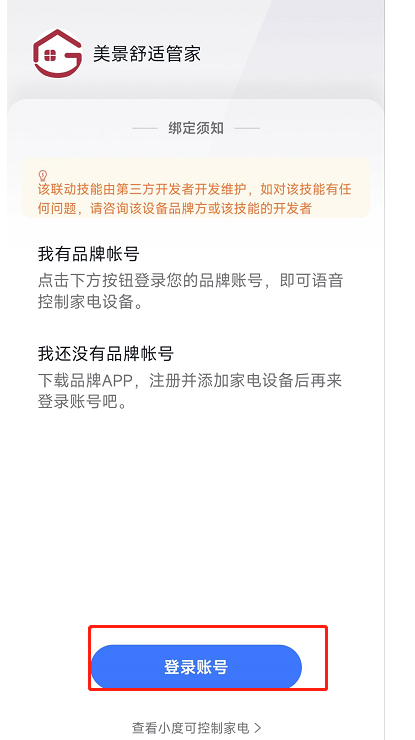 美景舒适管家
绑定须知
该联动技能由第三方开发者开发维护，如对该技能有任
何问题，请咨询该设备品牌方或该技能的开发者
我有品牌帐号
点击下方按钮登录您的品牌账号，即可语音
控制家电设备。
我还没有品牌帐号
下载品牌APP，注册并添加家电设备后再来
登录账号吧。
登录账号
查看小度可控制家电 >